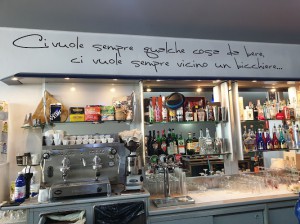 Ci vuole sempre qualche cosa da bere,
ci vuole sempre vicino un bicchiere...